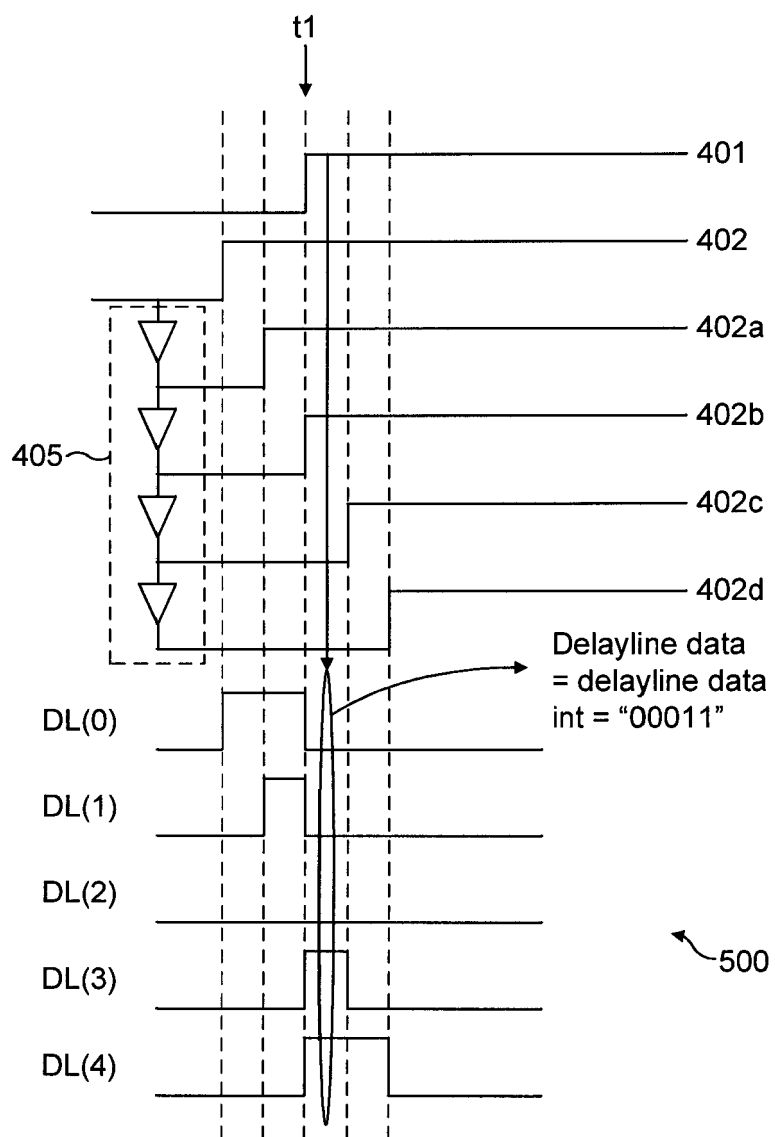 t1
401
402
402a
402b
405
402c
402d
Delayline data
= delayline data
int = “00011”
DL(0)
DL(1)
DL(2)
500
DL(3)
DL(4)